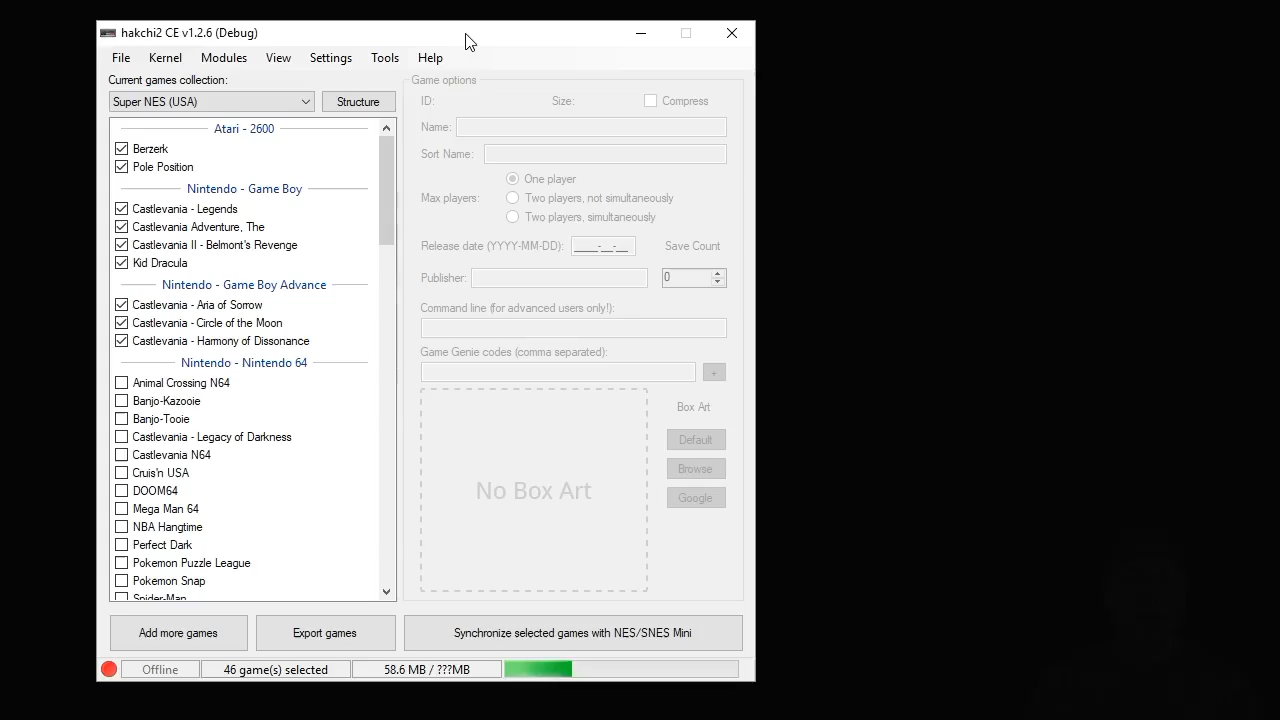 hakchi2 CE v1.2.6 (Debug)
File Kernel Modules View Settings Tools Help
Current games collection:
Super NES (USA)
Structure
Atari - 2600
Berzerk
Pole Position
Nintendo - Game Boy
Castlevania - Legends
Castlevania Adventure, The
Castlevania II - Belmont's Revenge
Kid Dracula
Nintendo - Game Boy Advance
Castlevania - Aria of Sorrow
Castlevania - Circle of the Moon
Castlevania - Harmony of Dissonance
Nintendo - Nintendo 64
Animal Crossing N64
Banjo-Kazooie
Banjo-Tooie
Castlevania - Legacy of Darkness
Castlevania N64
Cruis'n USA
DOOM64
Mega Man 64
NBA Hangtime
Perfect Dark
Pokemon Puzzle League
Pokemon Snap
Spider-Man
Game options
ID: Size: Compress
Name:
Sort Name:
Max players:
One player
Two players, not simultaneously
Two players, simultaneously
Release date (YYYY-MM-DD): ____-__-__ Save Count
Publisher: 0
Command line (for advanced users only!):
Game Genie codes (comma separated):
+
No Box Art
Box Art
Default
Browse
Google
Add more games Export games Synchronize selected games with NES/SNES Mini
Offline 46 game(s) selected 58.6 MB / ???MB